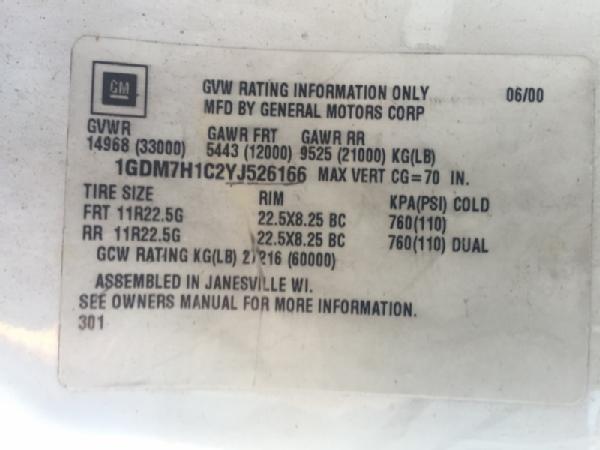 GM
GVW RATING INFORMATION ONLY 06/00
MFD BY GENERAL MOTORS CORP
GVWR GAWR FRT GAWR RR
14968 (33000) 5443 (12000) 9525 (21000) KG(LB)
1GDM7H1C2YJ526166 MAX VERT CG=70 IN.
TIRE SIZE RIM KPA(PSI) COLD
FRT 11R22.5G 22.5X8.25 BC 760(110)
RR 11R22.5G 22.5X8.25 BC 760(110) DUAL
GCW RATING KG(LB) (60000)
ASSEMBLED IN JANESVILLE WI.
SEE OWNERS MANUAL FOR MORE INFORMATION.
301